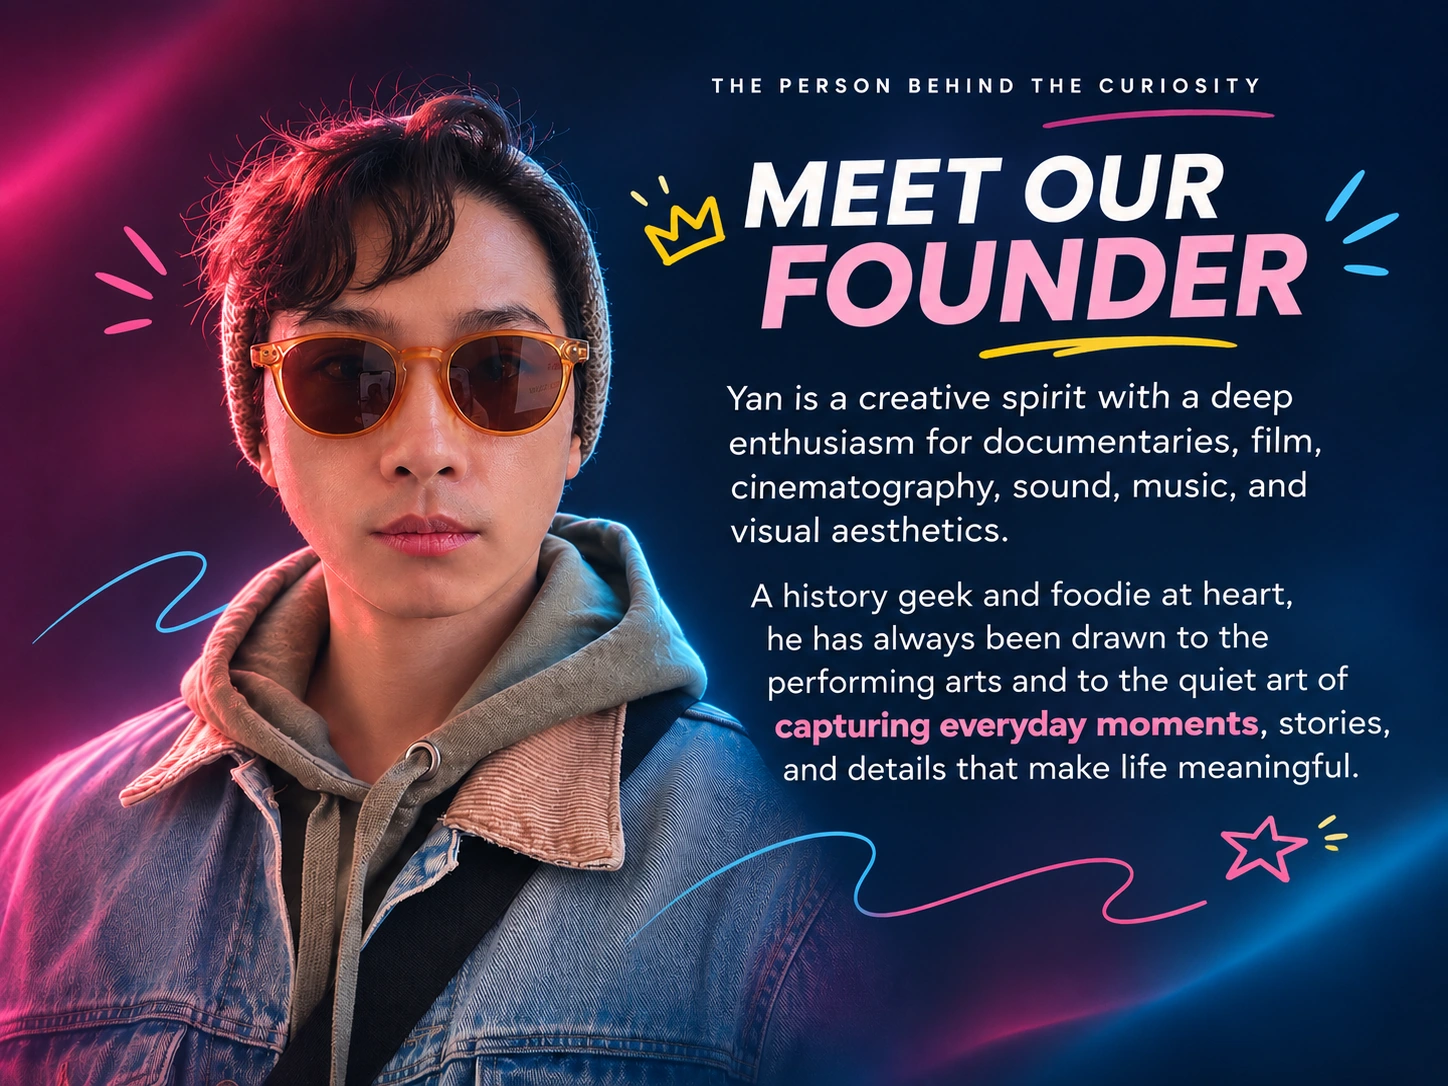 THE PERSON BEHIND THE CURIOSITY
MEET OUR
FOUNDER
Yan is a creative spirit with a deep
enthusiasm for documentaries, film,
cinematography, sound, music, and
visual aesthetics.
A history geek and foodie at heart,
he has always been drawn to the
performing arts and to the quiet art of
capturing everyday moments, stories,
and details that make life meaningful.